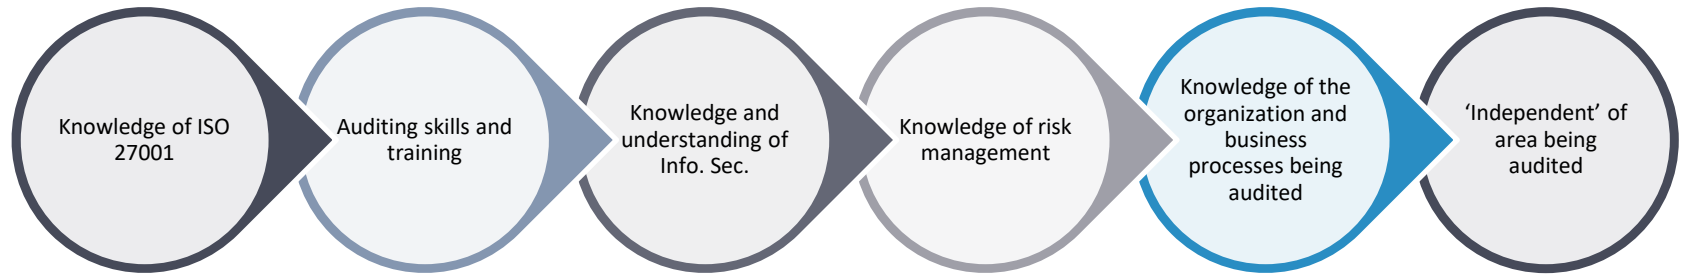 Knowledge of ISO
27001
Auditing skills and
training
Knowledge and
understanding of
Info. Sec.
Knowledge of risk
management
Knowledge of the
organization and
business
processes being
audited
‘Independent’ of
area being
audited